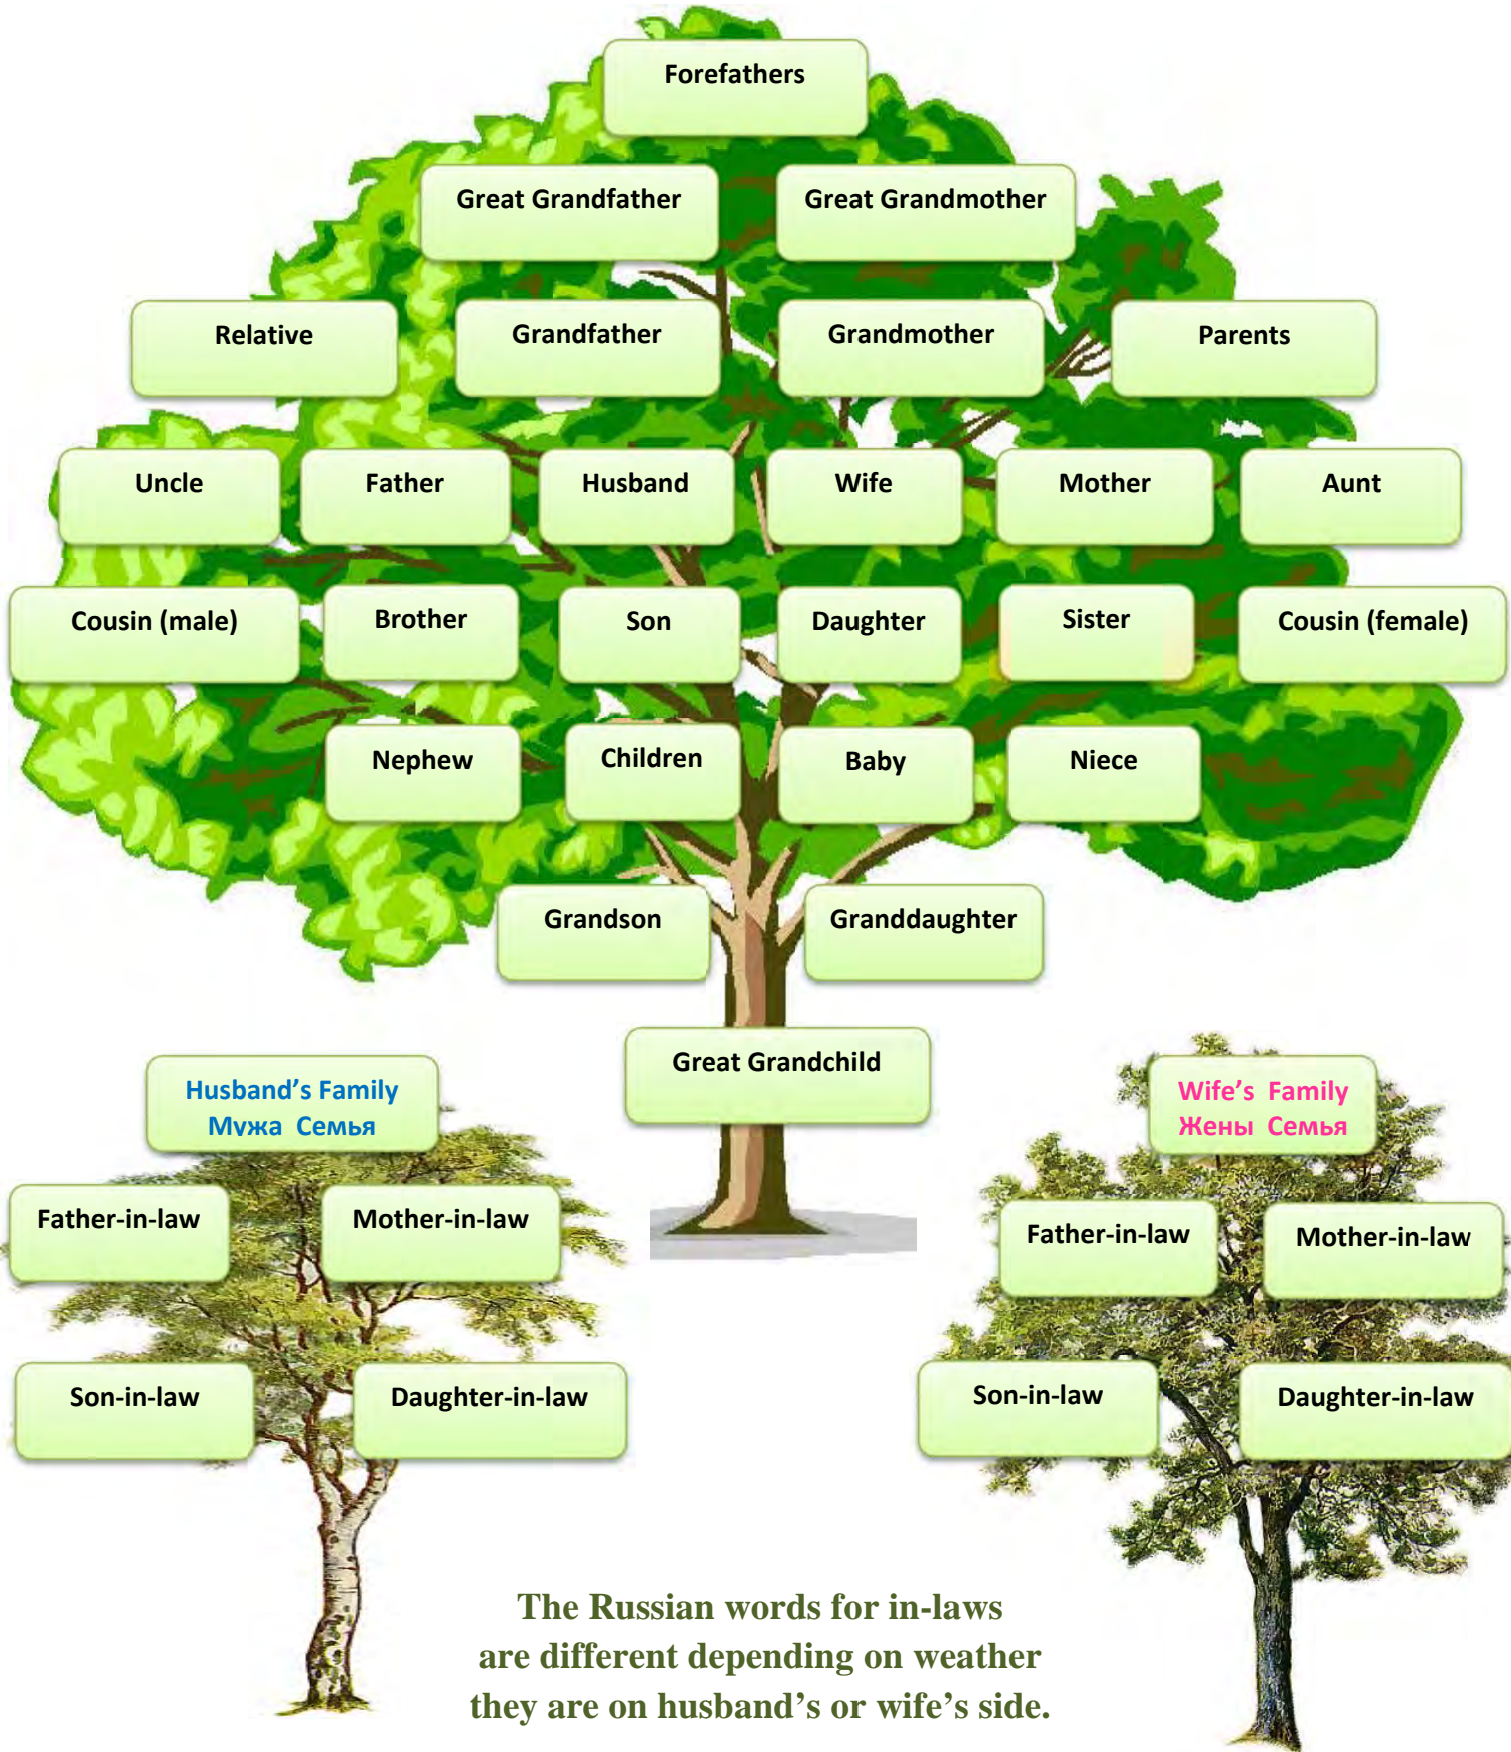 Forefathers
Great Grandfather
Great Grandmother
Relative
Grandfather
Grandmother
Parents
Uncle
Father
Husband
Wife
Mother
Aunt
Cousin (male)
Brother
Son
Daughter
Sister
Cousin (female)
Nephew
Children
Baby
Niece
Grandson
Granddaughter
Great Grandchild
Husband's Family
Мужа Семья
Father-in-law
Mother-in-law
Son-in-law
Daughter-in-law
Wife's Family
Жены Семья
Father-in-law
Mother-in-law
Son-in-law
Daughter-in-law
The Russian words for in-laws
are different depending on weather
they are on husband's or wife's side.